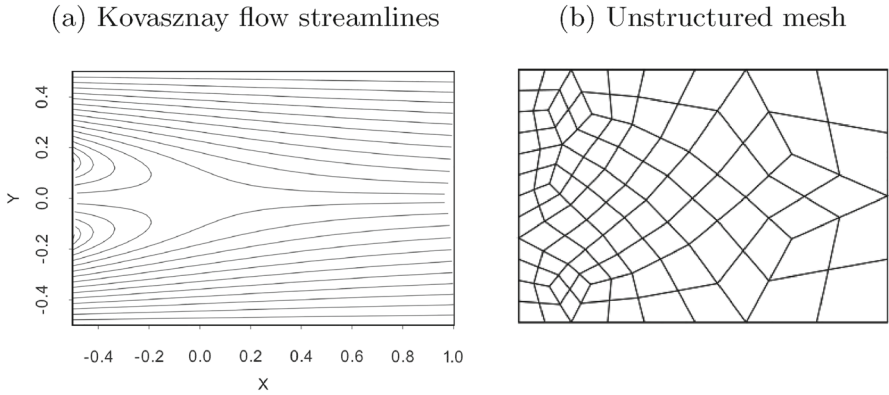 (a) Kovasznay flow streamlines
(b) Unstructured mesh
0.4
0.2
0.0
-0.2
-0.4
Y
-0.4 -0.2 0.0 0.2 0.4 0.6 0.8 1.0
X